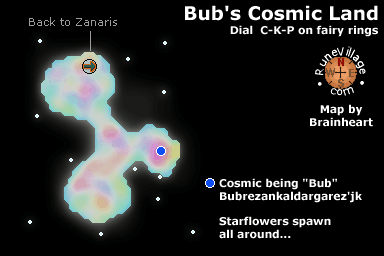 Bub's Cosmic Land
Dial C-K-P on fairy rings
Back to Zanaris
RuneVillage
N
W E
S
.com
Map by
Brainheart
Cosmic being "Bub"
Bubrezankaldargarez'jk
Starflowers spawn
all around...